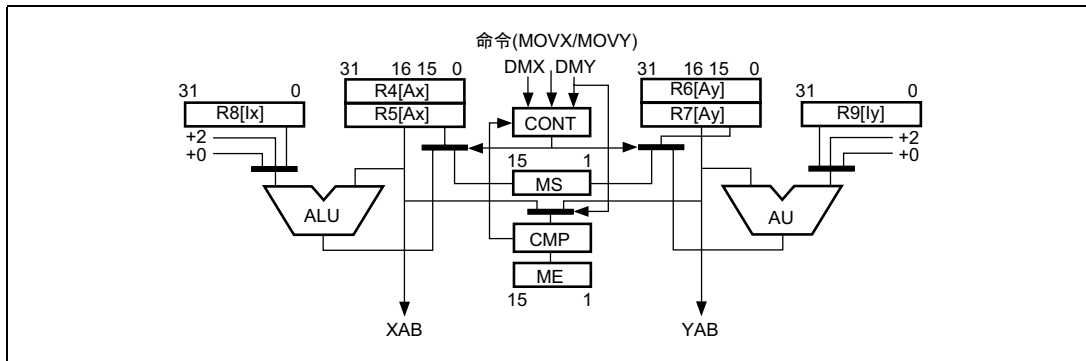 命令(MOVX/MOVY)
DMX DMY
31 16 15 0
31 16 15 0
31 0
R4[Ax]
R6[Ay]
31 0
R8[Ix]
R5[Ax]
CONT
R7[Ay]
R9[Iy]
+2
+0
+2
+0
15 1
MS
ALU
AU
CMP
ME
15 1
XAB
YAB